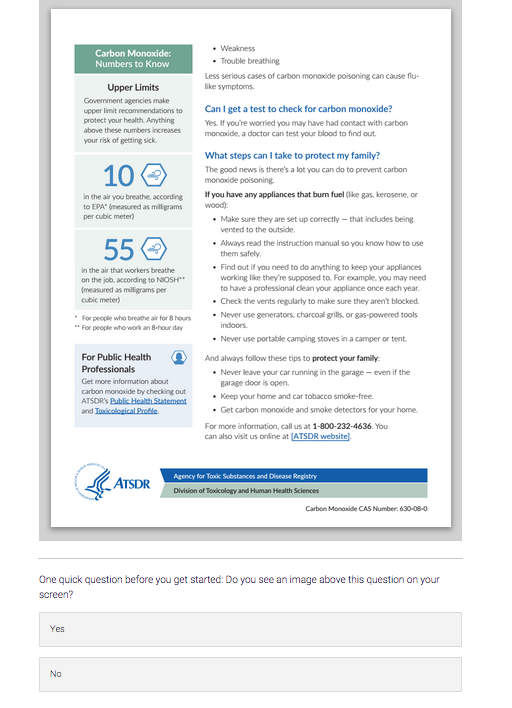 Carbon Monoxide:
Numbers to Know
Upper Limits
Government agencies make
upper limit recommendations to
protect your health. Anything
above these numbers increases
your risk of getting sick.
10
in the air you breathe, according
to EPA* (measured as milligrams
per cubic meter)
55
in the air that workers breathe
on the job, according to NIOSH**
(measured as milligrams per
cubic meter)
* For people who breathe air for 8 hours
** For people who work an 8-hour day
For Public Health
Professionals
Get more information about
carbon monoxide by checking out
ATSDR's Public Health Statement
and Toxicological Profile.
• Weakness
• Trouble breathing
Less serious cases of carbon monoxide poisoning can cause flu-
like symptoms.
Can I get a test to check for carbon monoxide?
Yes. If you're worried you may have had contact with carbon
monoxide, a doctor can test your blood to find out.
What steps can I take to protect my family?
The good news is there's a lot you can do to prevent carbon
monoxide poisoning.
If you have any appliances that burn fuel (like gas, kerosene, or
wood):
• Make sure they are set up correctly — that includes being
vented to the outside.
• Always read the instruction manual so you know how to use
them safely.
• Find out if you need to do anything to keep your appliances
working like they're supposed to. For example, you may need
to have a professional clean your appliance once each year.
• Check the vents regularly to make sure they aren't blocked.
• Never use generators, charcoal grills, or gas-powered tools
indoors.
• Never use portable camping stoves in a camper or tent.
And always follow these tips to protect your family:
• Never leave your car running in the garage — even if the
garage door is open.
• Keep your home and car tobacco smoke-free.
• Get carbon monoxide and smoke detectors for your home.
For more information, call us at 1-800-232-4636. You
can also visit us online at [ATSDR website].
ATSDR
Agency for Toxic Substances and Disease Registry
Division of Toxicology and Human Health Sciences
Carbon Monoxide CAS Number: 630-08-0
One quick question before you get started: Do you see an image above this question on your
screen?
Yes
No